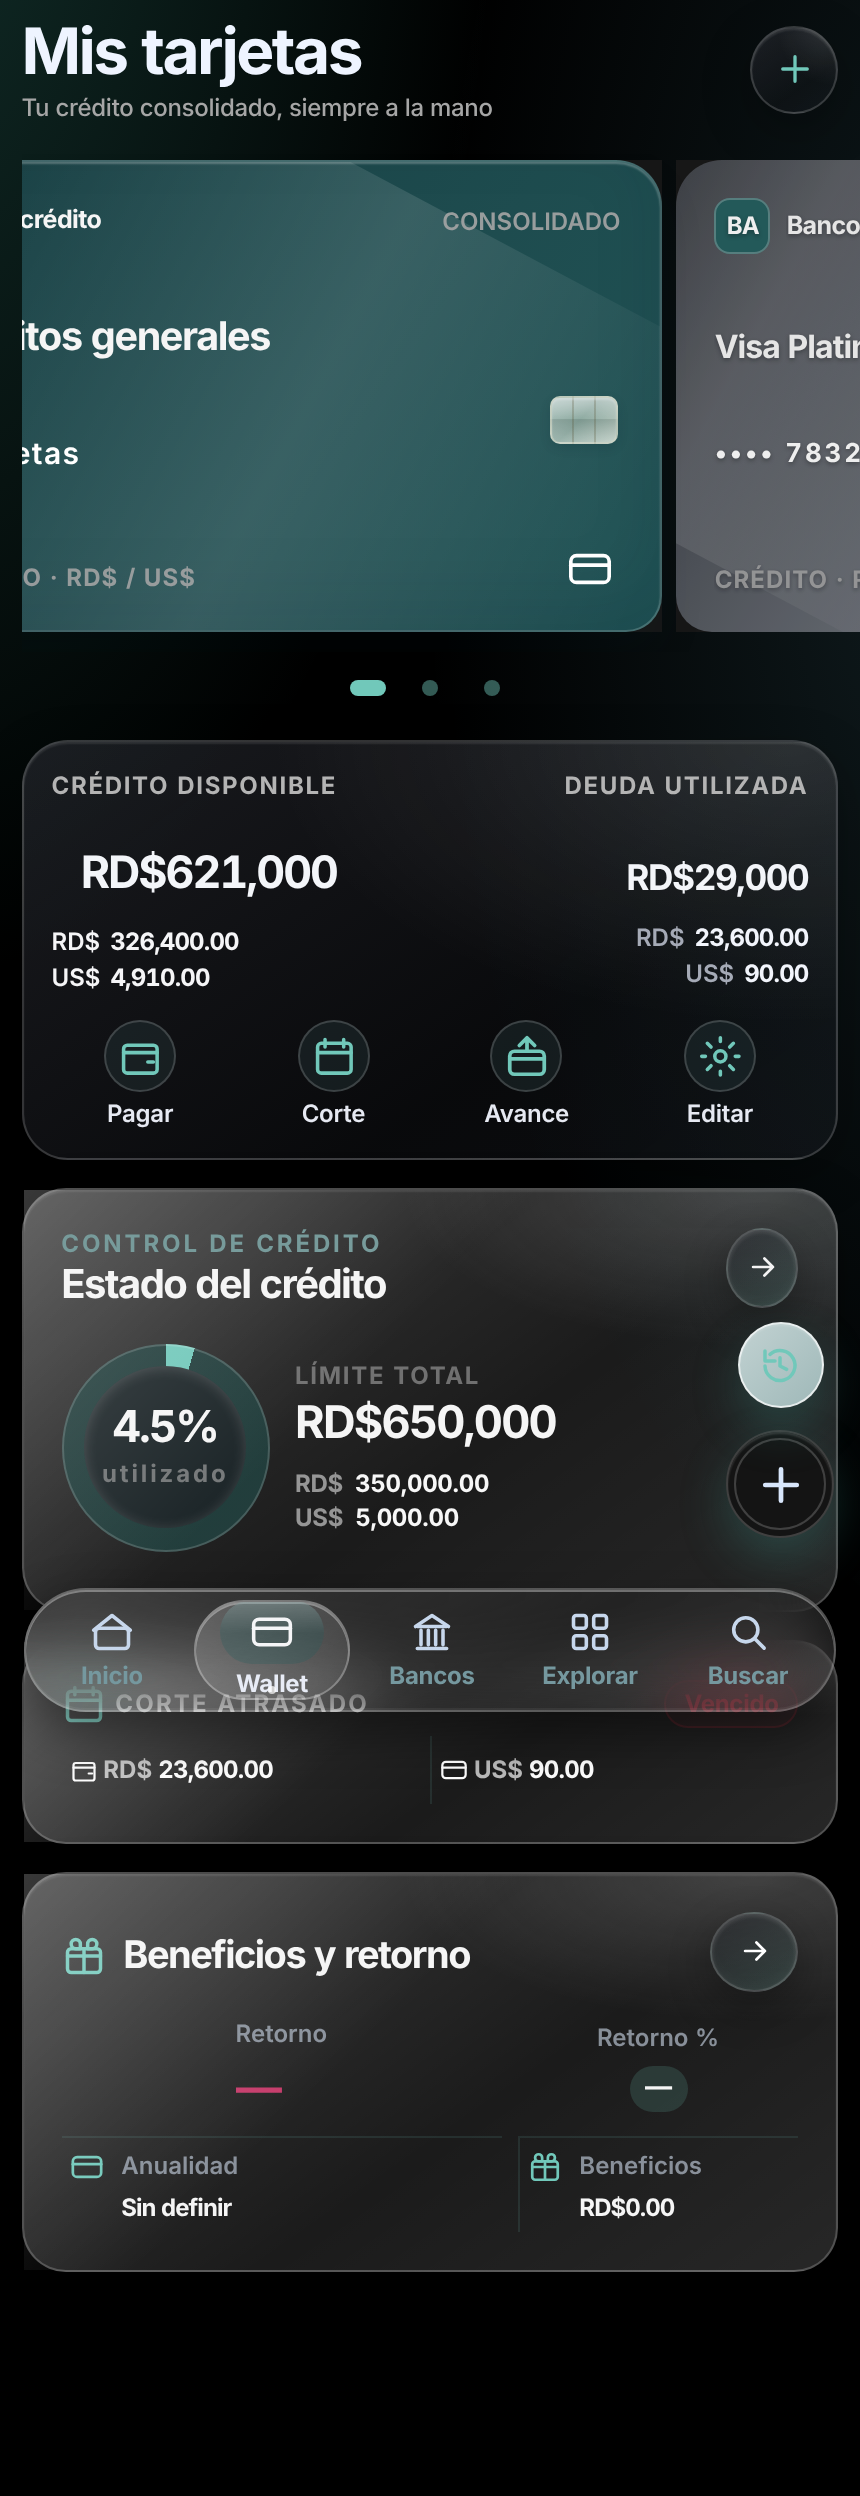 Mis tarjetas
Tu crédito consolidado, siempre a la mano
crédito
CONSOLIDADO
itos generales
etas
O · RD$ / US$
BA Banco
Visa Platin
•••• 7832
CRÉDITO ·
CRÉDITO DISPONIBLE
DEUDA UTILIZADA
RD$621,000
RD$29,000
RD$ 326,400.00
RD$ 23,600.00
US$ 4,910.00
US$ 90.00
Pagar
Corte
Avance
Editar
CONTROL DE CRÉDITO
Estado del crédito
4.5%
utilizado
LÍMITE TOTAL
RD$650,000
RD$ 350,000.00
US$ 5,000.00
Inicio
Wallet
Bancos
Explorar
Buscar
CORTE ATRASADO
Vencido
RD$ 23,600.00
US$ 90.00
Beneficios y retorno
Retorno
—
Retorno %
—
Anualidad
Sin definir
Beneficios
RD$0.00